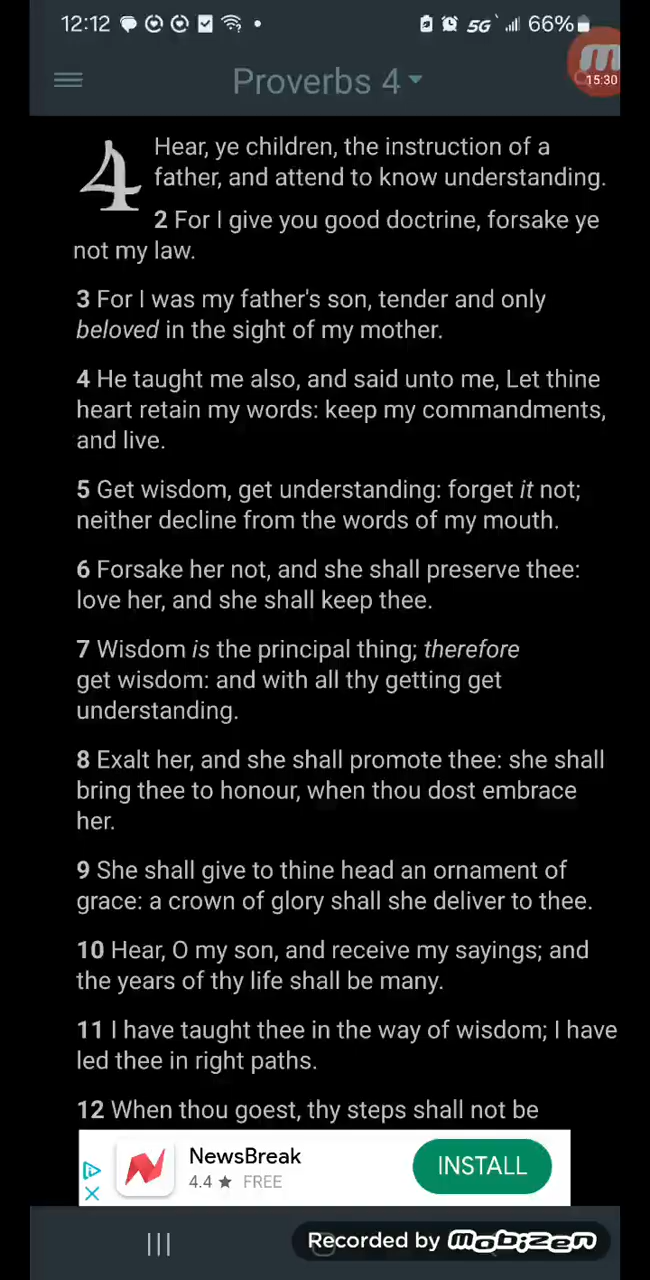 12:12 5G 66%
Proverbs 4
15:30
4 Hear, ye children, the instruction of a
father, and attend to know understanding.
2 For I give you good doctrine, forsake ye
not my law.
3 For I was my father's son, tender and only
beloved in the sight of my mother.
4 He taught me also, and said unto me, Let thine
heart retain my words: keep my commandments,
and live.
5 Get wisdom, get understanding: forget it not;
neither decline from the words of my mouth.
6 Forsake her not, and she shall preserve thee:
love her, and she shall keep thee.
7 Wisdom is the principal thing; therefore
get wisdom: and with all thy getting get
understanding.
8 Exalt her, and she shall promote thee: she shall
bring thee to honour, when thou dost embrace
her.
9 She shall give to thine head an ornament of
grace: a crown of glory shall she deliver to thee.
10 Hear, O my son, and receive my sayings; and
the years of thy life shall be many.
11 I have taught thee in the way of wisdom; I have
led thee in right paths.
12 When thou goest, thy steps shall not be
NewsBreak
4.4 ★ FREE
INSTALL
Recorded by mobizen